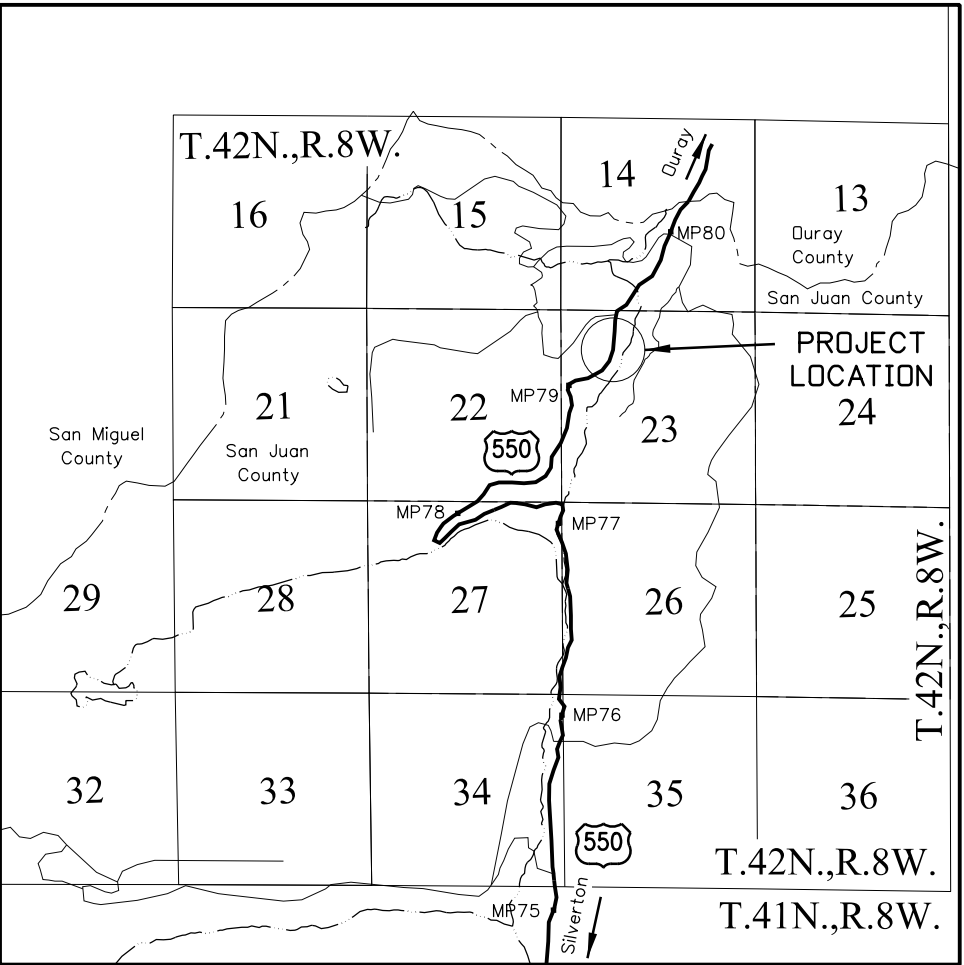 T.42N.,R.8W.
14
Ouray
13
16
15
MP80
Ouray
County
San Juan County
PROJECT
LOCATION
MP79
21
22
23
24
San Miguel
County
San Juan
County
550
MP78
MP77
29
28
27
26
25
T.42N.,R.8W.
MP76
32
33
34
35
36
550
T.42N.,R.8W.
MP75
Silverton
T.41N.,R.8W.